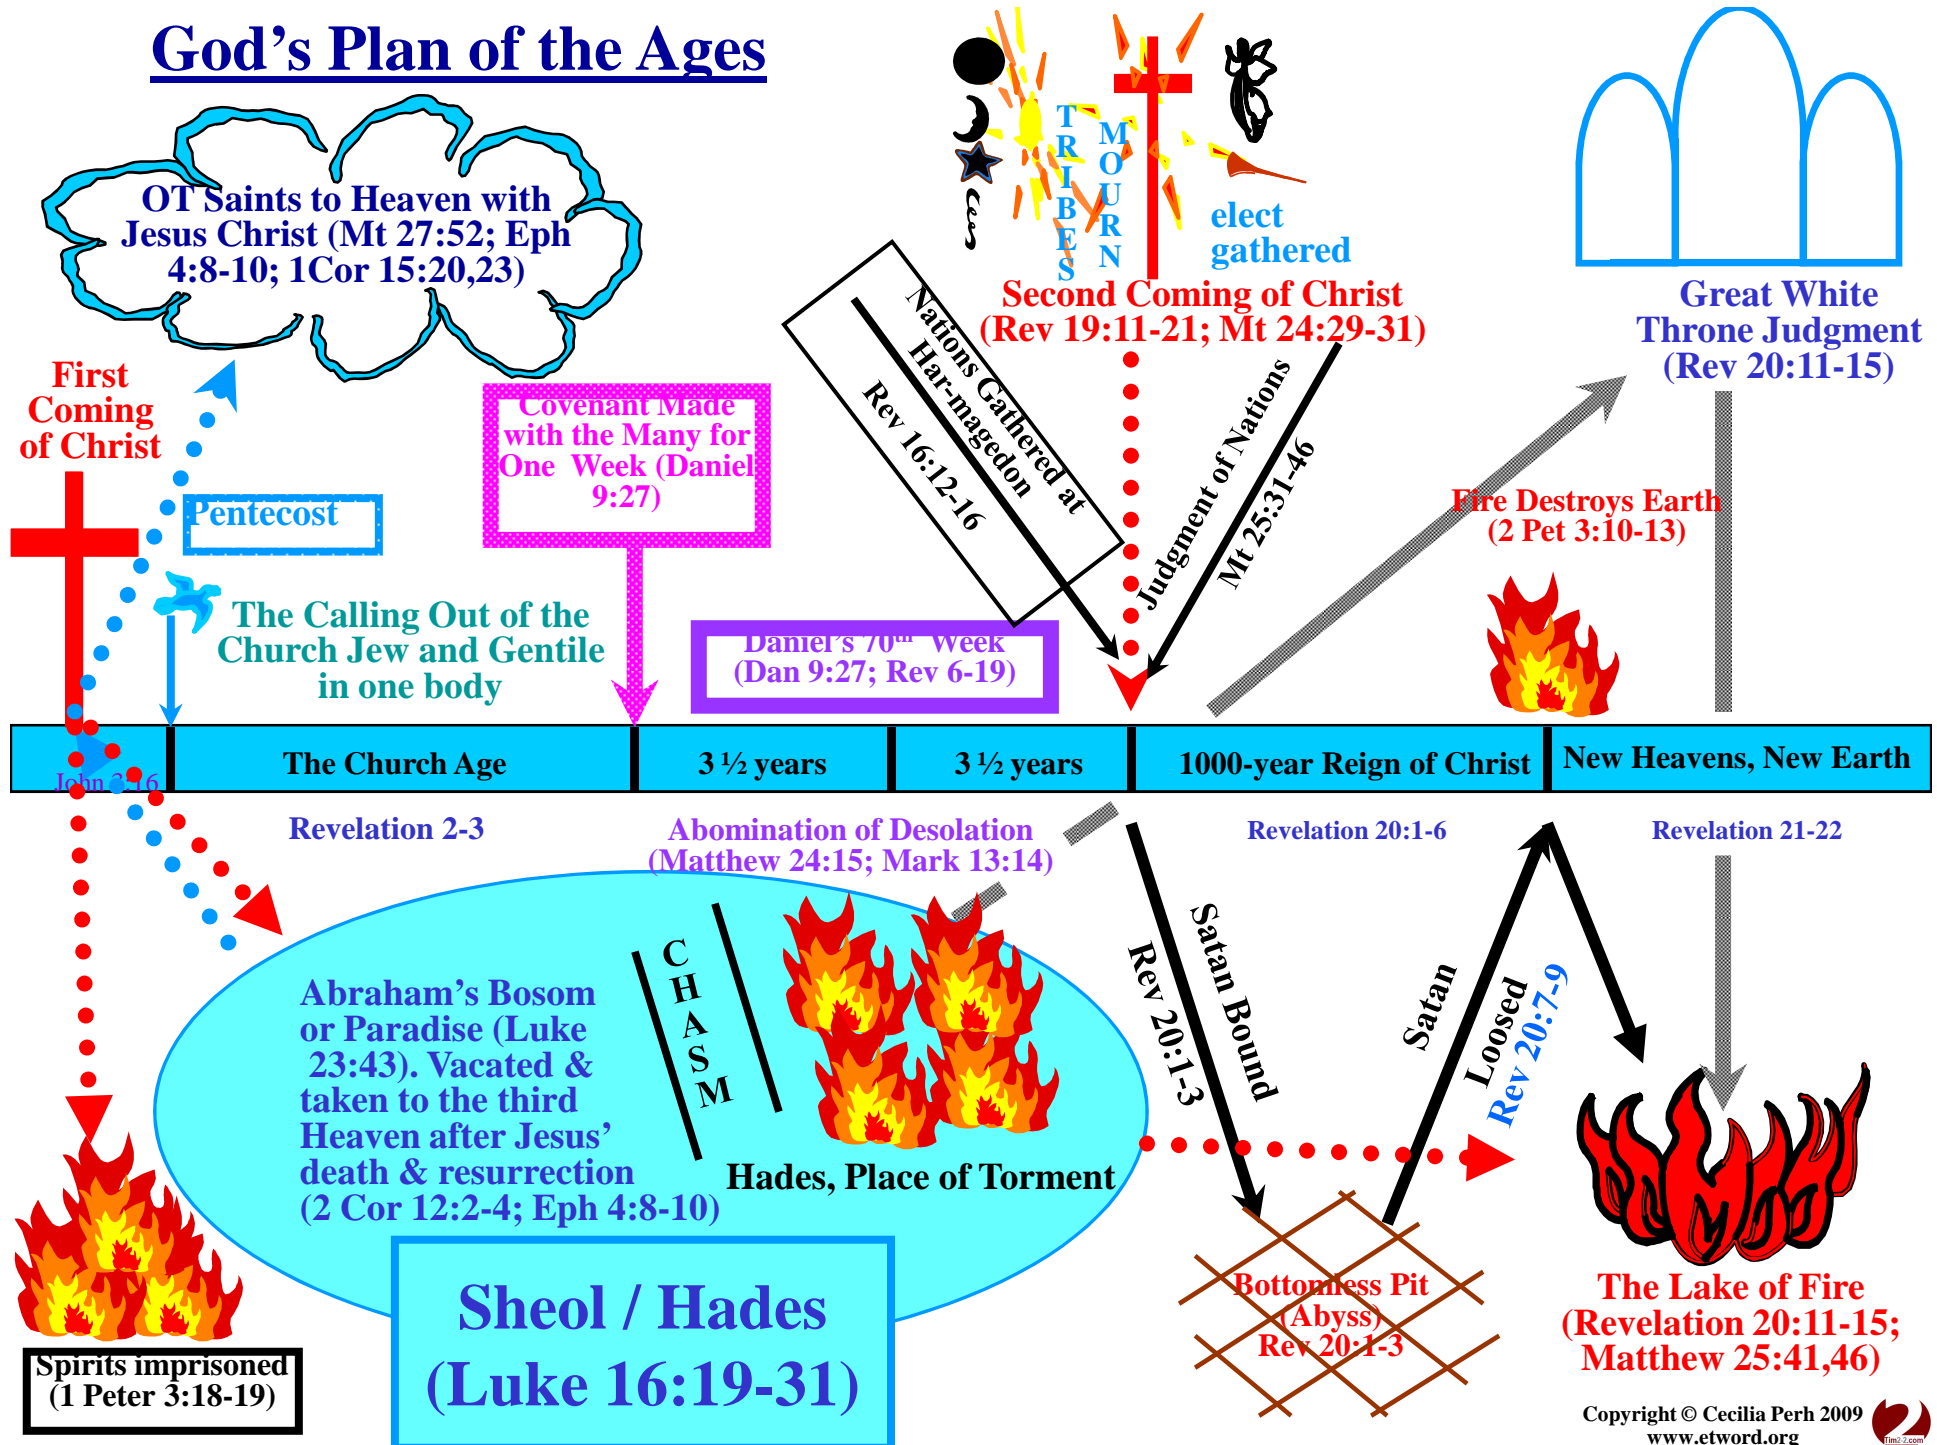 God's Plan of the Ages
OT Saints to Heaven with
Jesus Christ (Mt 27:52; Eph
4:8-10; 1Cor 15:20,23)
TRIBES
MOURN
elect
gathered
Second Coming of Christ
(Rev 19:11-21; Mt 24:29-31)
Great White
Throne Judgment
(Rev 20:11-15)
First
Coming
of Christ
Pentecost
Covenant Made
with the Many for
One Week (Daniel
9:27)
Nations Gathered at
Har-magedon
Rev 16:12-16
Judgment of Nations
Mt 25:31-46
Fire Destroys Earth
(2 Pet 3:10-13)
The Calling Out of the
Church Jew and Gentile
in one body
Daniel's 70th Week
(Dan 9:27; Rev 6-19)
John 3:16
The Church Age
3 ½ years
3 ½ years
1000-year Reign of Christ
New Heavens, New Earth
Revelation 2-3
Abomination of Desolation
(Matthew 24:15; Mark 13:14)
Revelation 20:1-6
Revelation 21-22
Abraham's Bosom
or Paradise (Luke
23:43). Vacated &
taken to the third
Heaven after Jesus'
death & resurrection
(2 Cor 12:2-4; Eph 4:8-10)
CHASM
Hades, Place of Torment
Satan Bound
Rev 20:1-3
Satan
Loosed
Rev 20:7-9
Sheol / Hades
(Luke 16:19-31)
Spirits imprisoned
(1 Peter 3:18-19)
Bottomless Pit
(Abyss)
Rev 20:1-3
The Lake of Fire
(Revelation 20:11-15;
Matthew 25:41,46)
Copyright © Cecilia Perh 2009
www.etword.org
Tim2-2.com